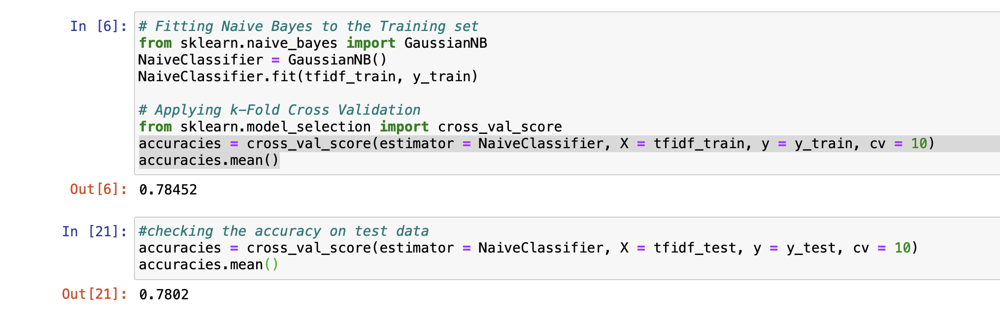 In [6]: # Fitting Naive Bayes to the Training set
from sklearn.naive_bayes import GaussianNB
NaiveClassifier = GaussianNB()
NaiveClassifier.fit(tfidf_train, y_train)
# Applying k-Fold Cross Validation
from sklearn.model_selection import cross_val_score
accuracies = cross_val_score(estimator = NaiveClassifier, X = tfidf_train, y = y_train, cv = 10)
accuracies.mean()
Out[6]: 0.78452
In [21]: #checking the accuracy on test data
accuracies = cross_val_score(estimator = NaiveClassifier, X = tfidf_test, y = y_test, cv = 10)
accuracies.mean()
Out[21]: 0.7802